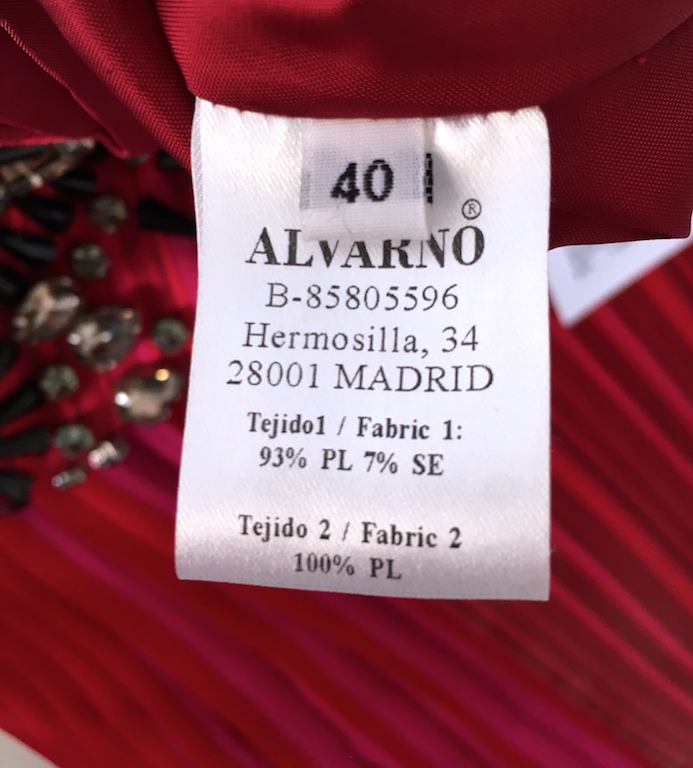 40
ALVARNO®
B-85805596
Hermosilla, 34
28001 MADRID
Tejido1 / Fabric 1:
93% PL 7% SE
Tejido 2 / Fabric 2
100% PL